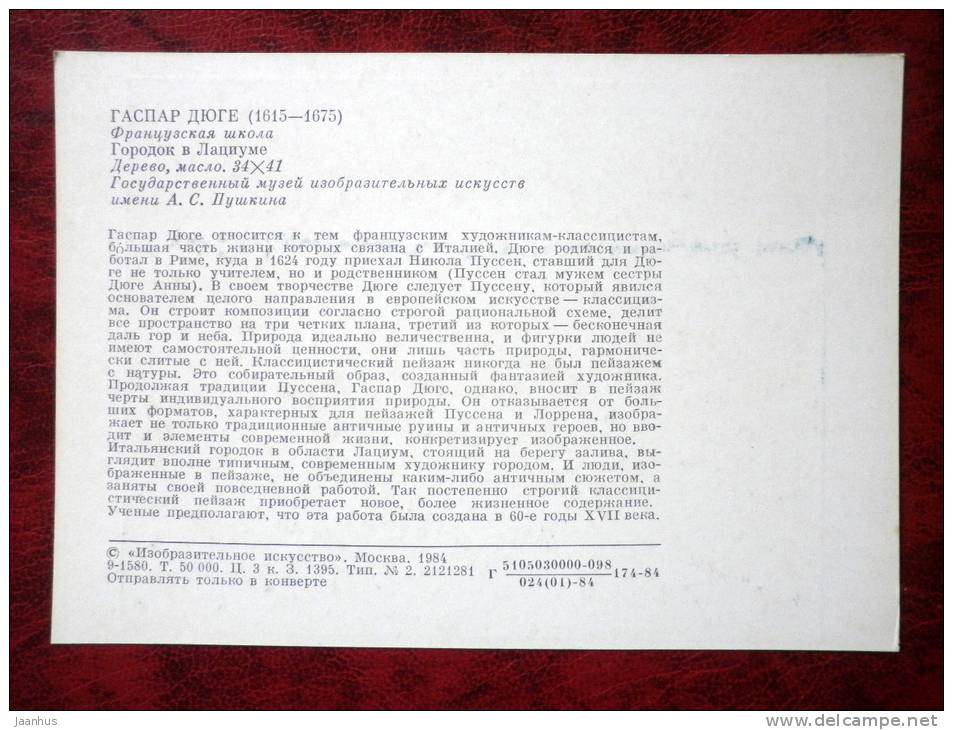 ГАСПАР ДЮГЕ (1615—1675)
Французская школа
Городок в Лациуме
Дерево, масло. 34×41
Государственный музей изобразительных искусств
имени А. С. Пушкина
Гаспар Дюге относится к тем французским художникам-классицистам,
бо́льшая часть жизни которых связана с Италией. Дюге родился и ра-
ботал в Риме, куда в 1624 году приехал Никола Пуссен, ставший для Дю-
ге не только учителем, но и родственником (Пуссен стал мужем сестры
Дюге Анны). В своем творчестве Дюге следует Пуссену, который явился
основателем целого направления в европейском искусстве — классициз-
ма. Он строит композиции согласно строгой рациональной схеме, делит
все пространство на три четких плана, третий из которых — бесконечная
даль гор и неба. Природа идеально величественна, и фигурки людей не
имеют самостоятельной ценности, они лишь часть природы, гармониче-
ски слитые с ней. Классицистический пейзаж никогда не был пейзажем
с натуры. Это собирательный образ, созданный фантазией художника.
Продолжая традиции Пуссена, Гаспар Дюге, однако, вносит в пейзаж
черты индивидуального восприятия природы. Он отказывается от боль-
ших форматов, характерных для пейзажей Пуссена и Лоррена, изобра-
жает не только традиционные античные руины и античных героев, но вво-
дит и элементы современной жизни, конкретизирует изображенное.
Итальянский городок в области Лациум, стоящий на берегу залива, вы-
глядит вполне типичным, современным художнику городом. И люди, изо-
браженные в пейзаже, не объединены каким-либо античным сюжетом, а
заняты своей повседневной работой. Так постепенно строгий классици-
стический пейзаж приобретает новое, более жизненное содержание.
Ученые предполагают, что эта работа была создана в 60-е годы XVII века.
© «Изобразительное искусство». Москва. 1984
9-1580. Т. 50 000. Ц. 3 к. З. 1395. Тип. № 2. 2121281
Отправлять только в конверте
Г 5105030000-098 174-84
024(01)-84
jaanhus
www.delcampe.net